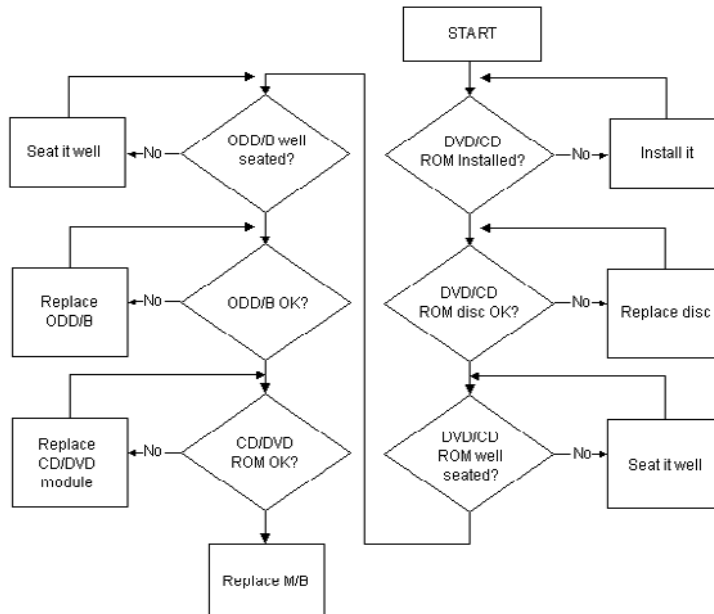 START
DVD/CD
ROM Installed?
No
Install it
DVD/CD
ROM disc OK?
No
Replace disc
DVD/CD
ROM well
seated?
No
Seat it well
ODD/B well
seated?
No
Seat it well
ODD/B OK?
No
Replace
ODD/B
CD/DVD
ROM OK?
No
Replace
CD/DVD
module
Replace M/B